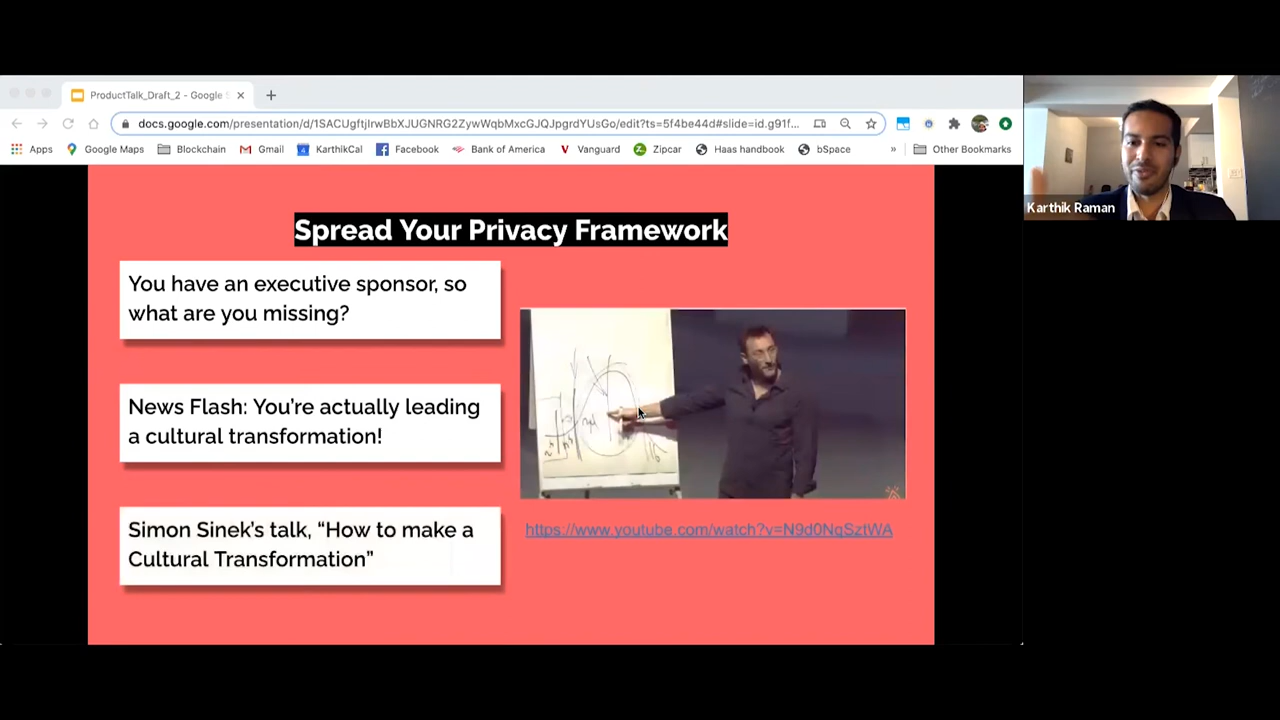 ProductTalk_Draft_2 - Google S
docs.google.com/presentation/d/1SACUgftjIrwBbXJUGNRG2ZywWqbMxcGJQJpgrdYUsGo/edit?ts=5f4be44d#slide=id.g91f...
Apps Google Maps Blockchain Gmail KarthikCal Facebook Bank of America Vanguard Zipcar Haas handbook bSpace » Other Bookmarks
Karthik Raman
Spread Your Privacy Framework
You have an executive sponsor, so
what are you missing?
News Flash: You're actually leading
a cultural transformation!
Simon Sinek's talk, “How to make a
Cultural Transformation”
https://www.youtube.com/watch?v=N9d0NqSztWA